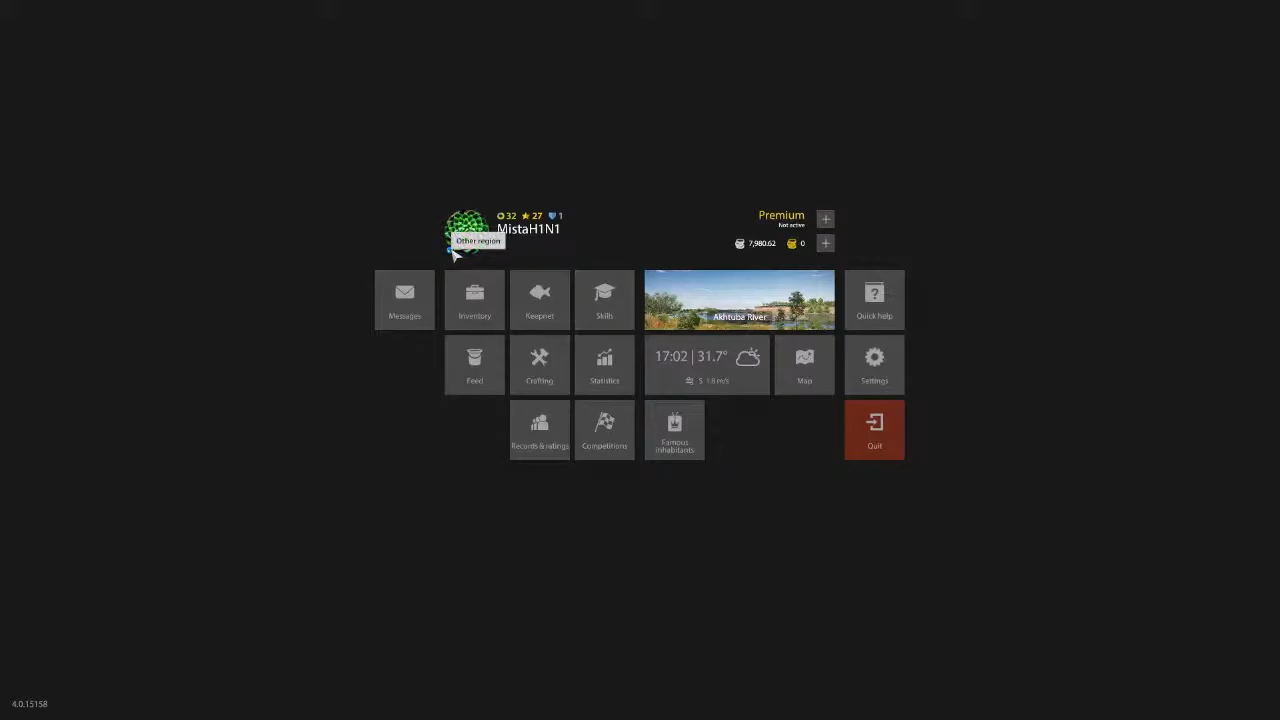 32 27 1
MistaH1N1
Other region
Premium
Not active
7,980.62 0
Messages
Inventory
Keepnet
Skills
Akhtuba River
Quick help
Feed
Crafting
Statistics
17:02 | 31.7°
S 1.8 m/s
Map
Settings
Records & ratings
Competitions
Famous
inhabitants
Quit
4.0.15158